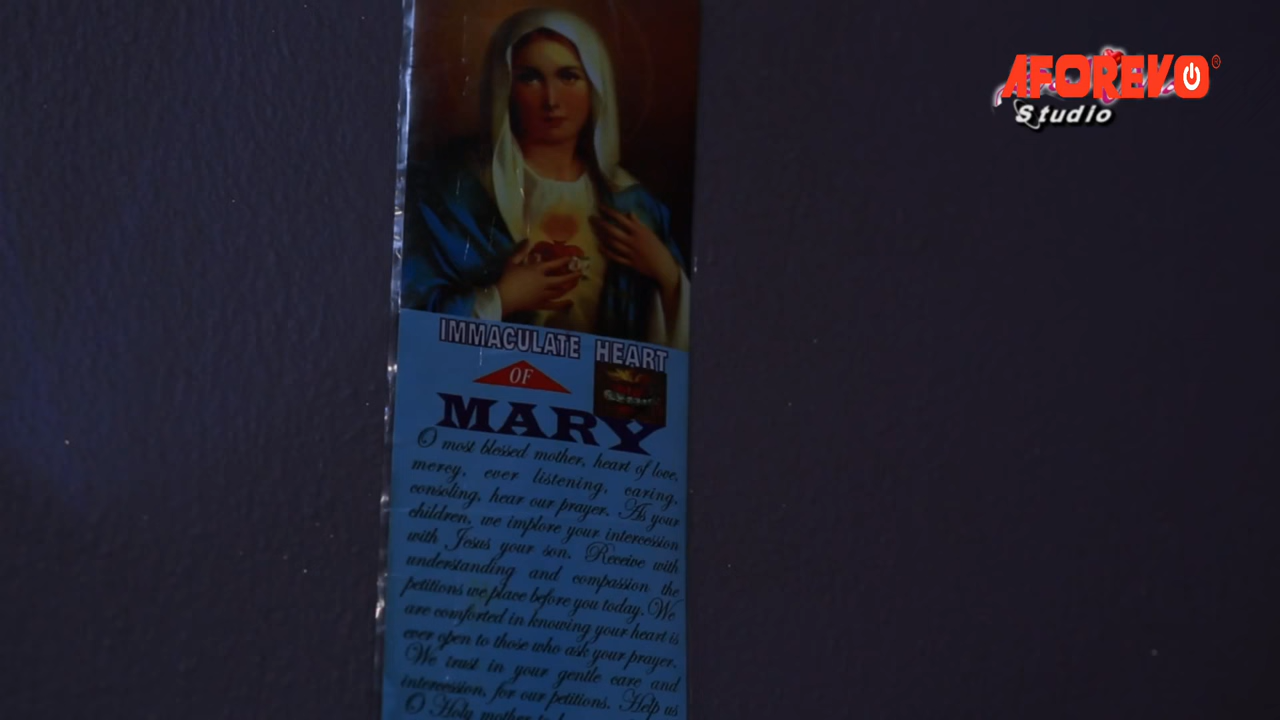 AFOREVO
Studio
IMMACULATE HEART
OF
MARY
O most blessed mother, heart of love,
mercy, ever listening, caring,
consoling, hear our prayer. As your
children, we implore your intercession
with Jesus your son. Receive with
understanding and compassion the
petitions we place before you today. We
are comforted in knowing your heart is
ever open to those who ask your prayer.
We trust in your gentle care and
intercession, for our petitions. Help us
O Holy mother